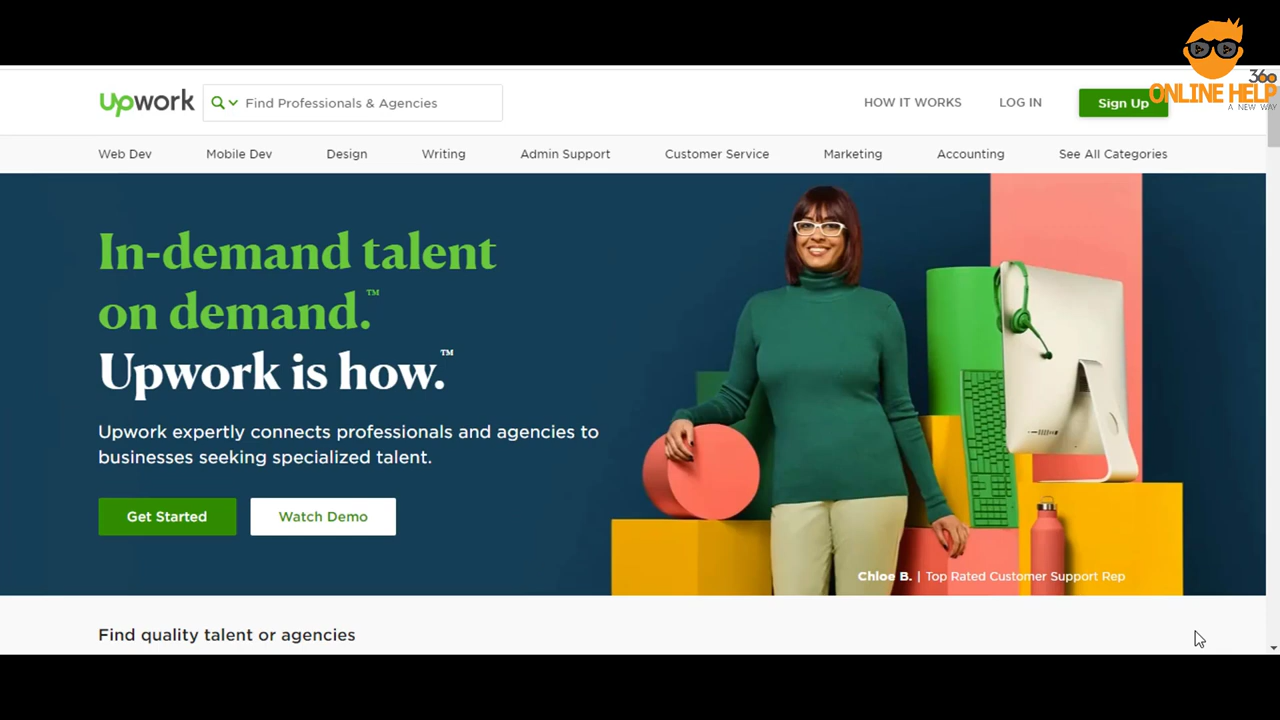 360
ONLINE HELP
A NEW WAY
Upwork
Find Professionals & Agencies
HOW IT WORKS
LOG IN
Sign Up
Web Dev
Mobile Dev
Design
Writing
Admin Support
Customer Service
Marketing
Accounting
See All Categories
In-demand talent
on demand.™
Upwork is how.™
Upwork expertly connects professionals and agencies to
businesses seeking specialized talent.
Get Started
Watch Demo
Chloe B. | Top Rated Customer Support Rep
Find quality talent or agencies